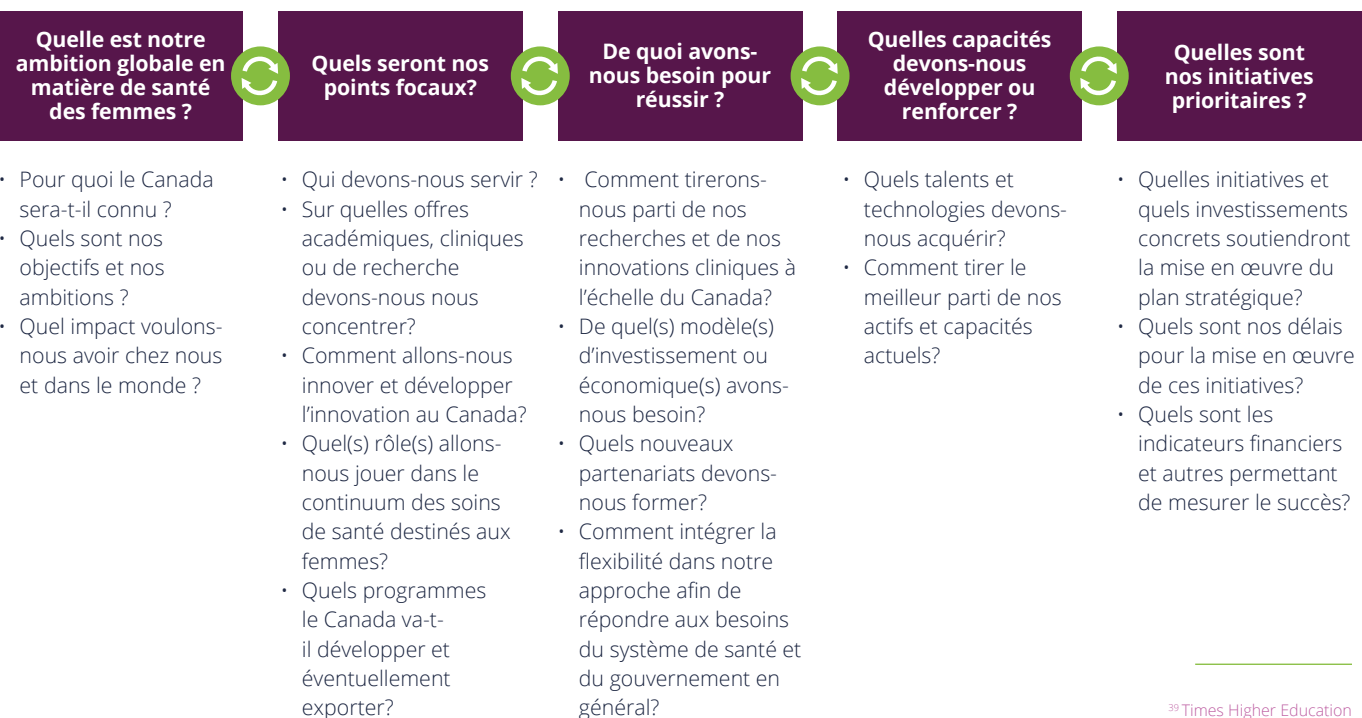 Quelle est notre
ambition globale en
matière de santé
des femmes ?
Quels seront nos
points focaux?
De quoi avons-
nous besoin pour
réussir ?
Quelles capacités
devons-nous
développer ou
renforcer ?
Quelles sont
nos initiatives
prioritaires ?
• Pour quoi le Canada
sera-t-il connu ?
• Quels sont nos
objectifs et nos
ambitions ?
• Quel impact voulons-
nous avoir chez nous
et dans le monde ?
• Qui devons-nous servir ?
• Sur quelles offres
académiques, cliniques
ou de recherche
devons-nous nous
concentrer?
• Comment allons-nous
innover et développer
l’innovation au Canada?
• Quel(s) rôle(s) allons-
nous jouer dans le
continuum des soins
de santé destinés aux
femmes?
• Quels programmes
le Canada va-t-
il développer et
éventuellement
exporter?
• Comment tirerons-
nous parti de nos
recherches et de nos
innovations cliniques à
l’échelle du Canada?
• De quel(s) modèle(s)
d’investissement ou
économique(s) avons-
nous besoin?
• Quels nouveaux
partenariats devons-
nous former?
• Comment intégrer la
flexibilité dans notre
approche afin de
répondre aux besoins
du système de santé et
du gouvernement en
général?
• Quels talents et
technologies devons-
nous acquérir?
• Comment tirer le
meilleur parti de nos
actifs et capacités
actuels?
• Quelles initiatives et
quels investissements
concrets soutiendront
la mise en œuvre du
plan stratégique?
• Quels sont nos délais
pour la mise en œuvre
de ces initiatives?
• Quels sont les
indicateurs financiers
et autres permettant
de mesurer le succès?
39 Times Higher Education